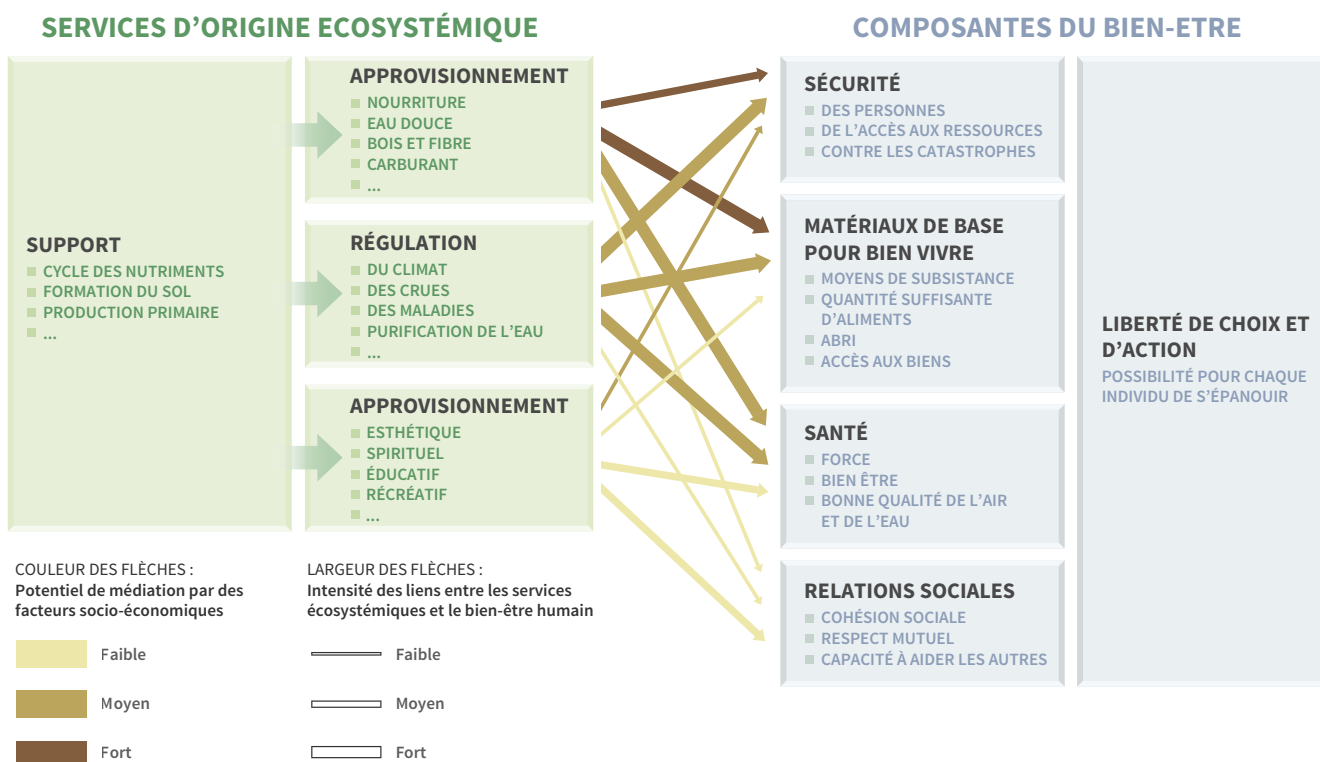 SERVICES D’ORIGINE ECOSYSTÉMIQUE
SUPPORT
CYCLE DES NUTRIMENTS
FORMATION DU SOL
PRODUCTION PRIMAIRE
...
APPROVISIONNEMENT
NOURRITURE
EAU DOUCE
BOIS ET FIBRE
CARBURANT
...
RÉGULATION
DU CLIMAT
DES CRUES
DES MALADIES
PURIFICATION DE L’EAU
...
APPROVISIONNEMENT
ESTHÉTIQUE
SPIRITUEL
ÉDUCATIF
RÉCRÉATIF
...
COMPOSANTES DU BIEN-ETRE
SÉCURITÉ
DES PERSONNES
DE L’ACCÈS AUX RESSOURCES
CONTRE LES CATASTROPHES
MATÉRIAUX DE BASE
POUR BIEN VIVRE
MOYENS DE SUBSISTANCE
QUANTITÉ SUFFISANTE
D’ALIMENTS
ABRI
ACCÈS AUX BIENS
SANTÉ
FORCE
BIEN ÊTRE
BONNE QUALITÉ DE L’AIR
ET DE L’EAU
RELATIONS SOCIALES
COHÉSION SOCIALE
RESPECT MUTUEL
CAPACITÉ À AIDER LES AUTRES
LIBERTÉ DE CHOIX ET
D’ACTION
POSSIBILITÉ POUR CHAQUE
INDIVIDU DE S’ÉPANOUIR
COULEUR DES FLÈCHES :
Potentiel de médiation par des
facteurs socio-économiques
Faible
Moyen
Fort
LARGEUR DES FLÈCHES :
Intensité des liens entre les services
écosystémiques et le bien-être humain
Faible
Moyen
Fort